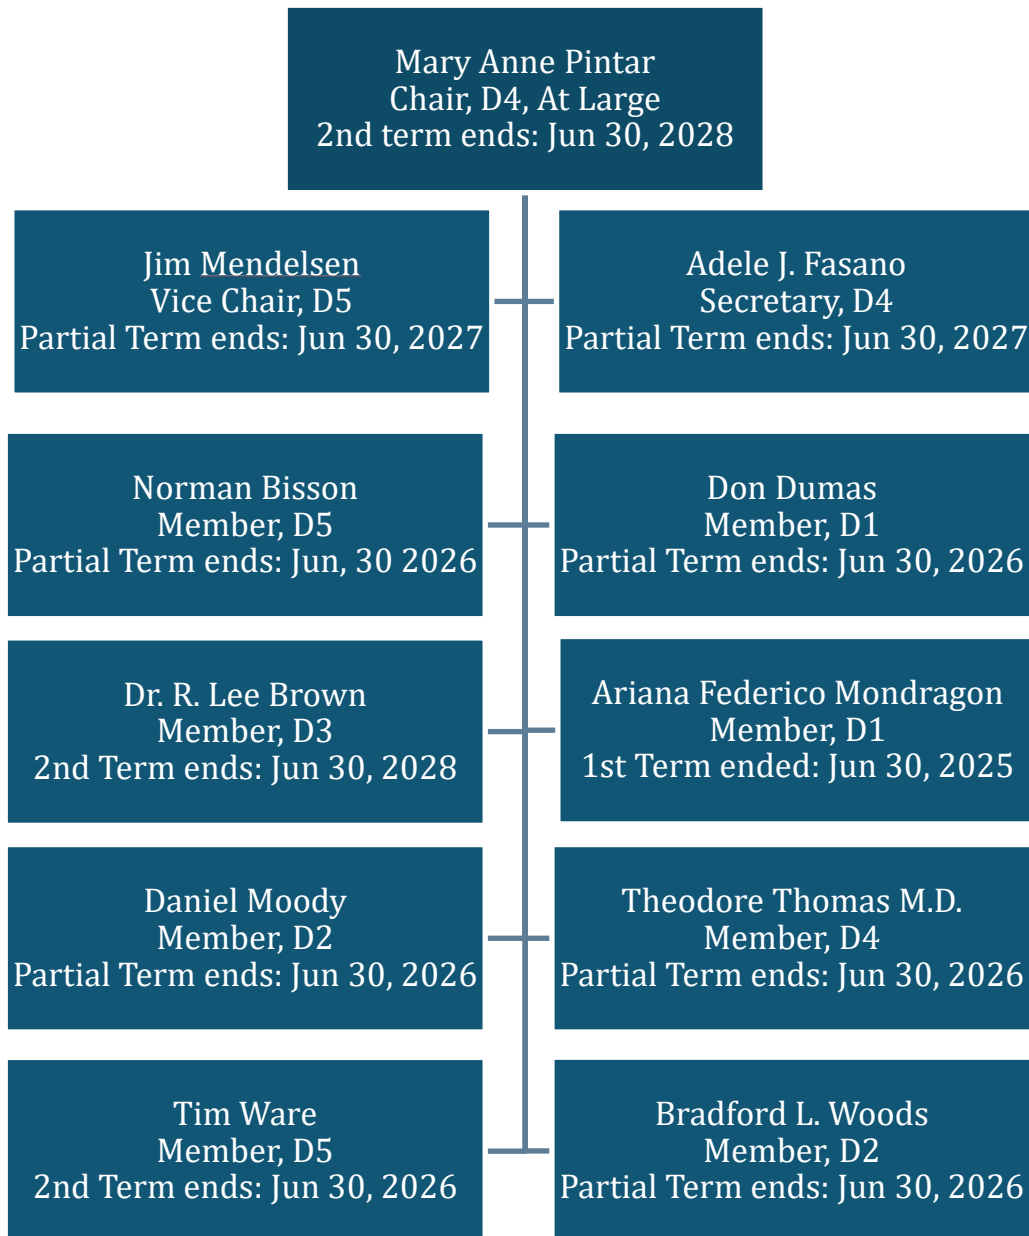 Mary Anne Pintar
Chair, D4, At Large
2nd term ends: Jun 30, 2028
Jim Mendelsen
Vice Chair, D5
Partial Term ends: Jun 30, 2027
Adele J. Fasano
Secretary, D4
Partial Term ends: Jun 30, 2027
Norman Bisson
Member, D5
Partial Term ends: Jun, 30 2026
Don Dumas
Member, D1
Partial Term ends: Jun 30, 2026
Dr. R. Lee Brown
Member, D3
2nd Term ends: Jun 30, 2028
Ariana Federico Mondragon
Member, D1
1st Term ended: Jun 30, 2025
Daniel Moody
Member, D2
Partial Term ends: Jun 30, 2026
Theodore Thomas M.D.
Member, D4
Partial Term ends: Jun 30, 2026
Tim Ware
Member, D5
2nd Term ends: Jun 30, 2026
Bradford L. Woods
Member, D2
Partial Term ends: Jun 30, 2026